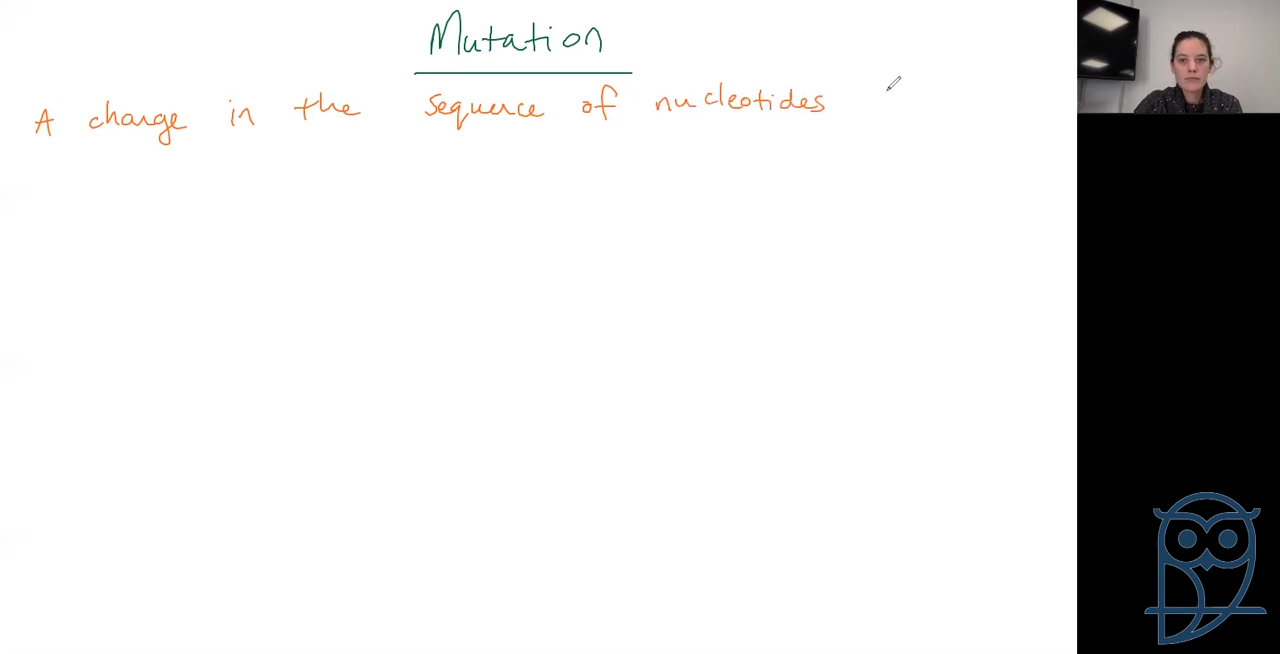 Mutation
A change in the sequence of nucleotides